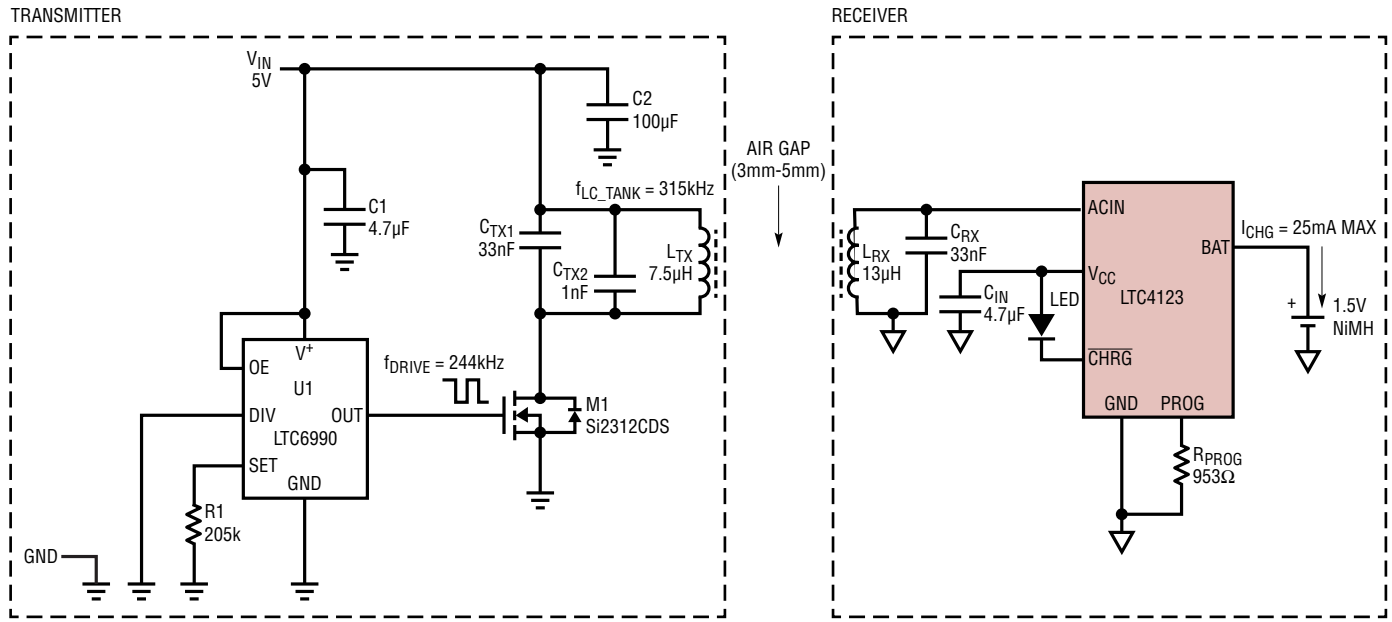 TRANSMITTER
RECEIVER
VIN
5V
C2
100µF
AIR GAP
(3mm-5mm)
fLC_TANK = 315kHz
C1
4.7µF
CTX1
33nF
CTX2
1nF
LTX
7.5µH
ACIN
LRX
13µH
CRX
33nF
ICHG = 25mA MAX
BAT
VCC
LTC4123
CIN
4.7µF
LED
CHRG
+
1.5V
NiMH
GND PROG
RPROG
953Ω
V+
OE
U1
fDRIVE = 244kHz
DIV
OUT
LTC6990
SET
GND
M1
Si2312CDS
R1
205k
GND